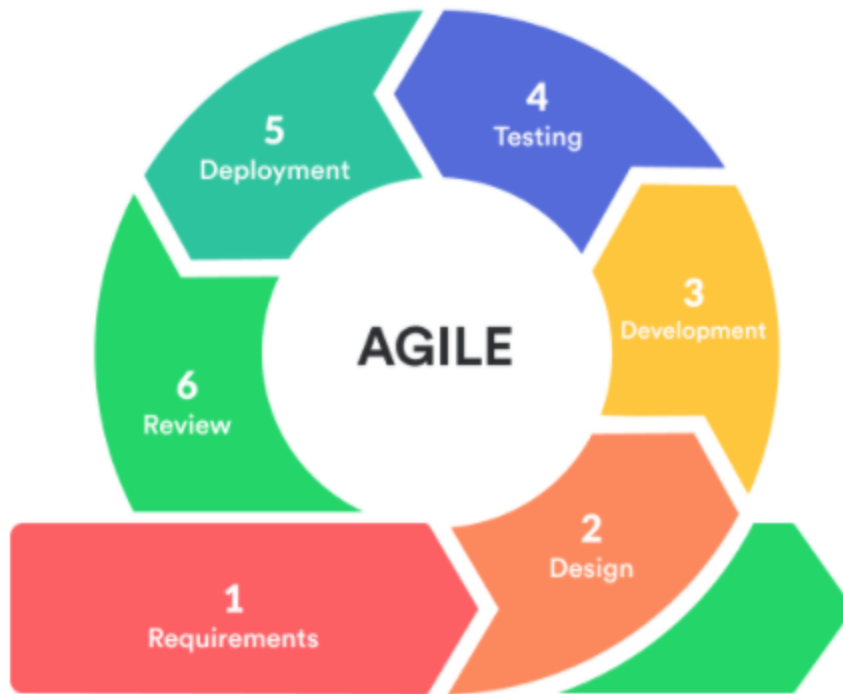 4
Testing
5
Deployment
3
Development
AGILE
6
Review
2
Design
1
Requirements